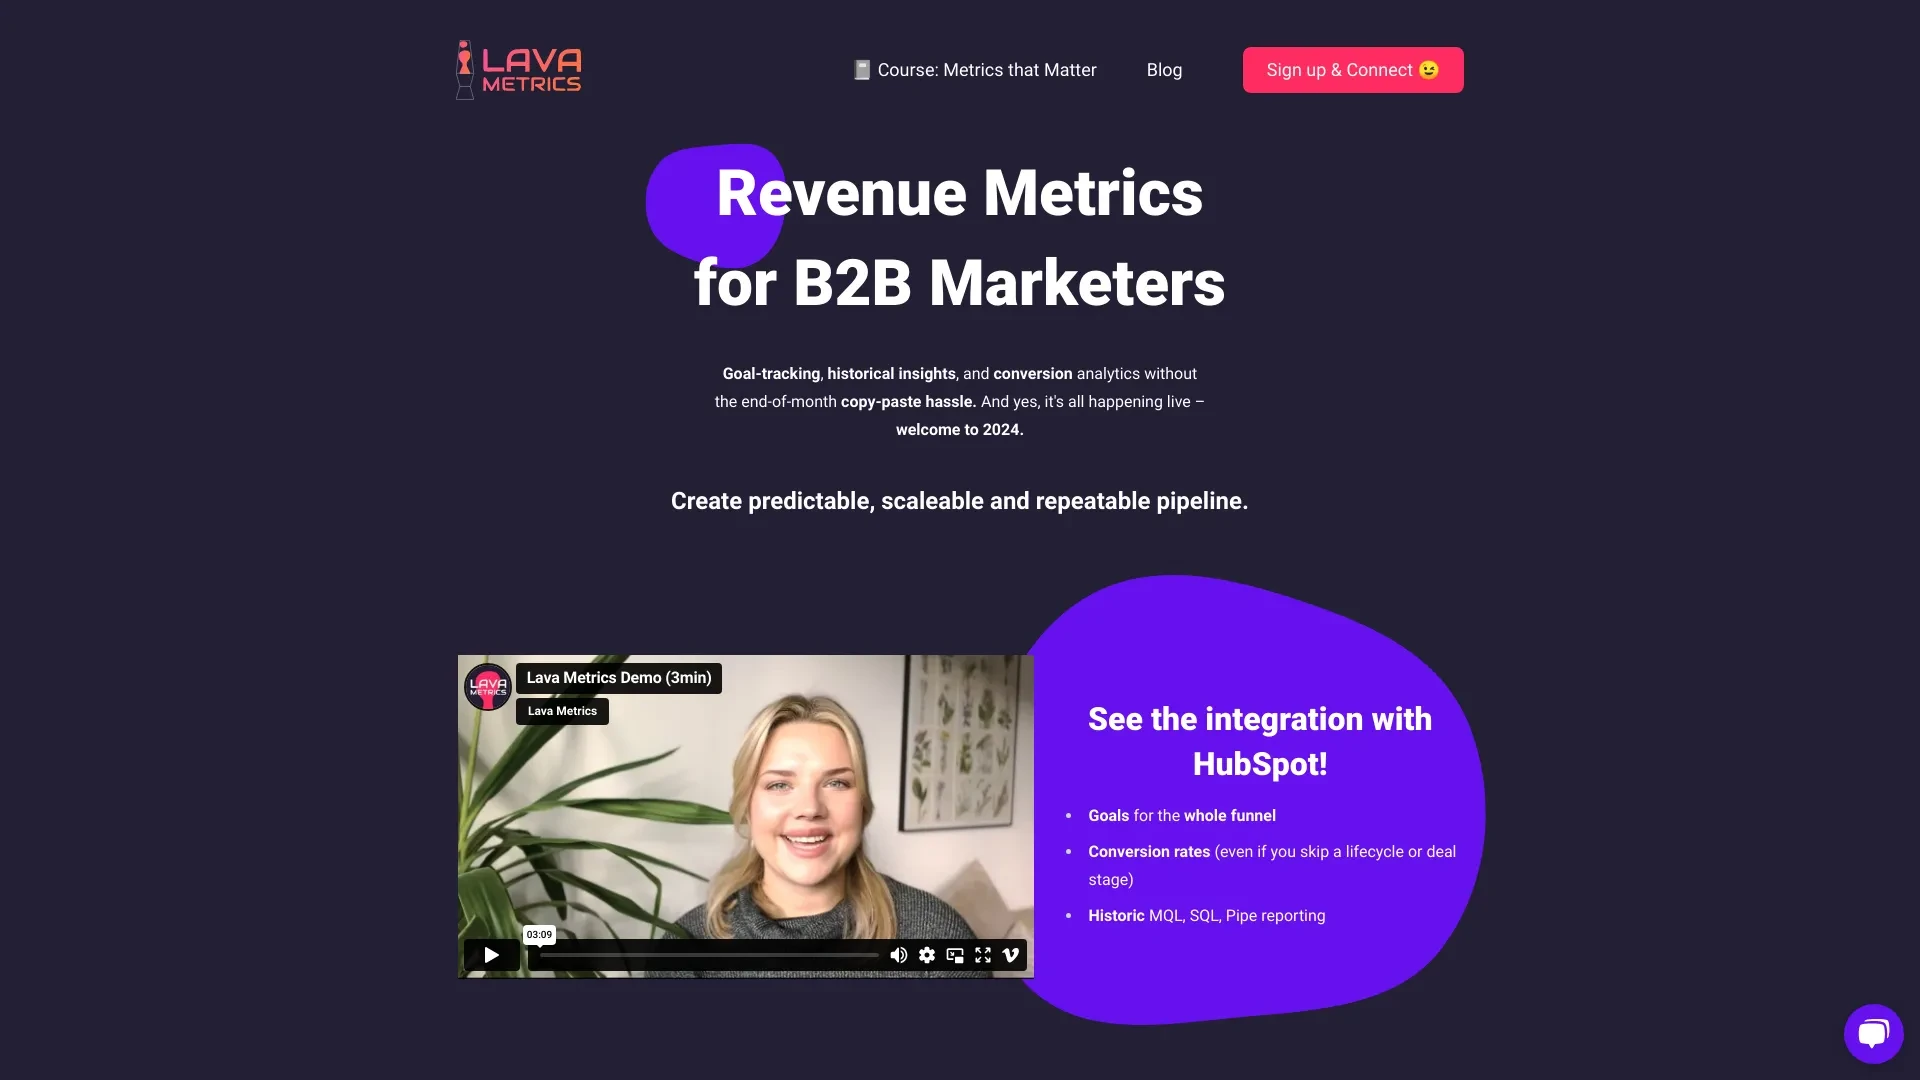 LAVA
METRICS
📓 Course: Metrics that Matter
Blog
Sign up & Connect 😉
Revenue Metrics
for B2B Marketers
Goal-tracking, historical insights, and conversion analytics without
the end-of-month copy-paste hassle. And yes, it's all happening live –
welcome to 2024.
Create predictable, scaleable and repeatable pipeline.
LAVA
METRICS
Lava Metrics Demo (3min)
Lava Metrics
03:09
See the integration with
HubSpot!
• Goals for the whole funnel
• Conversion rates (even if you skip a lifecycle or deal
stage)
• Historic MQL, SQL, Pipe reporting